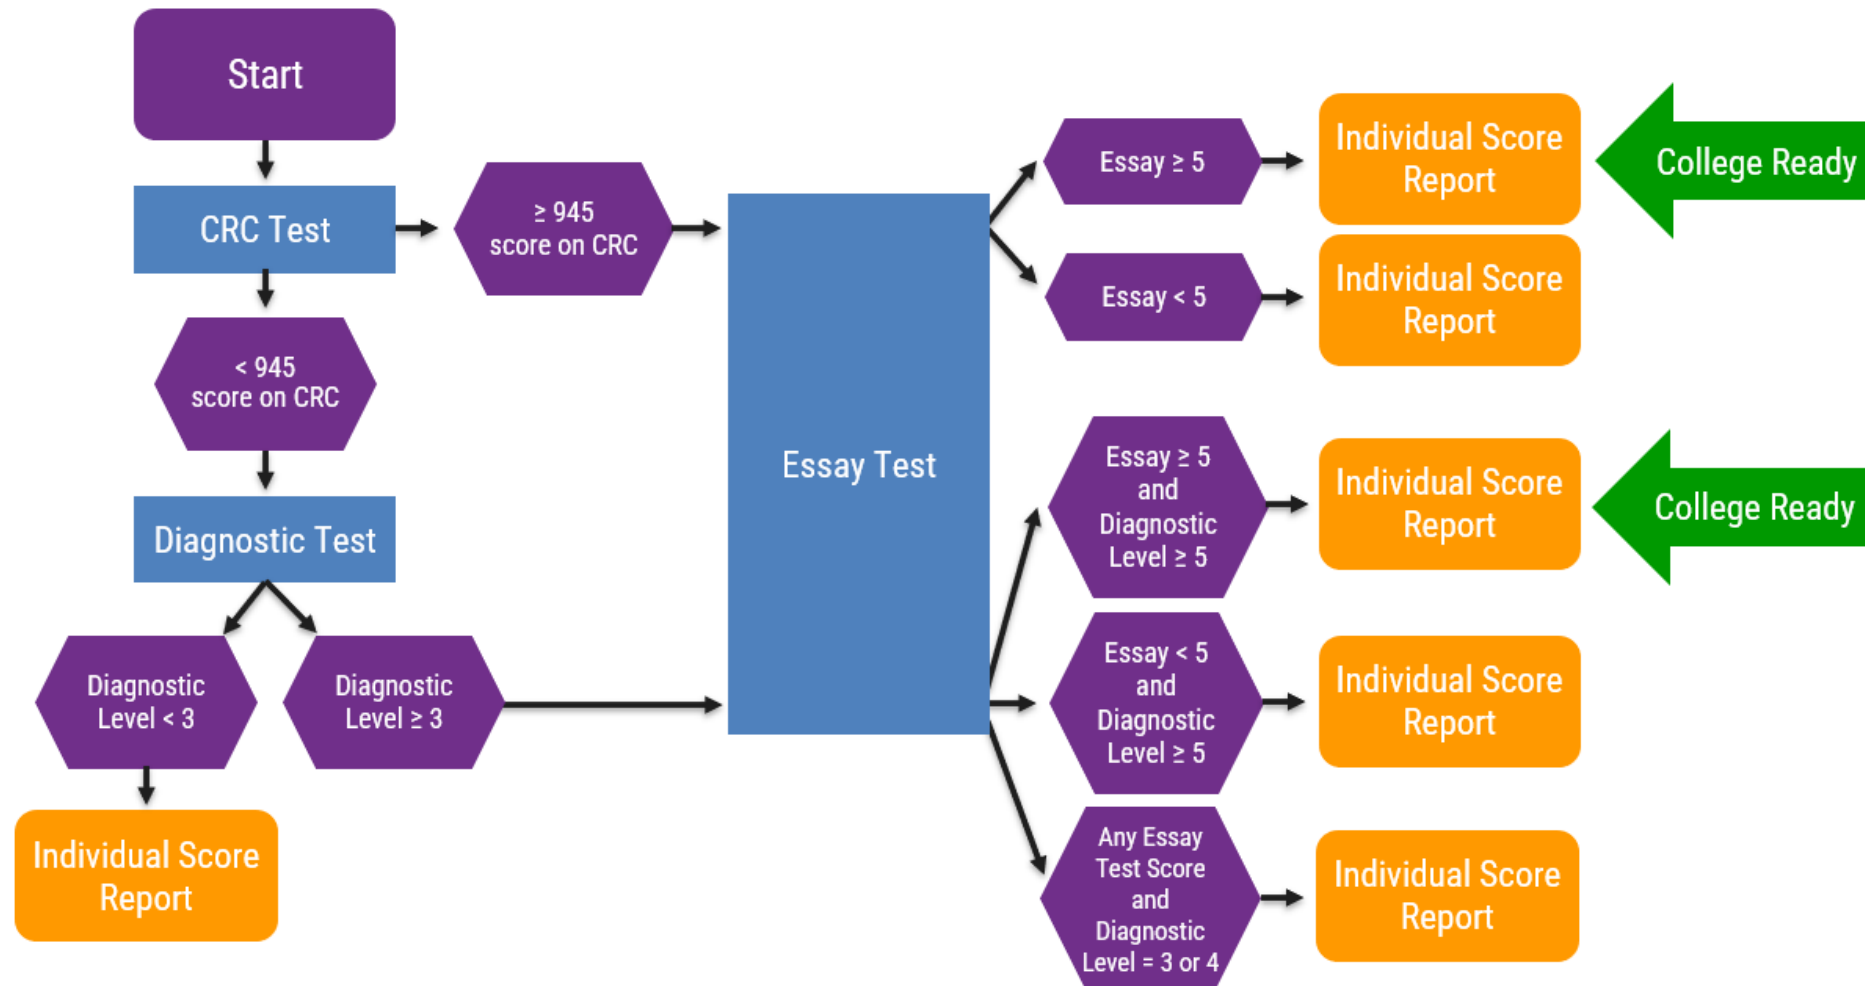 Start
CRC Test
≥ 945
score on CRC
< 945
score on CRC
Diagnostic Test
Diagnostic
Level < 3
Diagnostic
Level ≥ 3
Individual Score
Report
Essay Test
Essay ≥ 5
Individual Score
Report
College Ready
Essay < 5
Individual Score
Report
Essay ≥ 5
and
Diagnostic
Level ≥ 5
Individual Score
Report
College Ready
Essay < 5
and
Diagnostic
Level ≥ 5
Individual Score
Report
Any Essay
Test Score
and
Diagnostic
Level = 3 or 4
Individual Score
Report